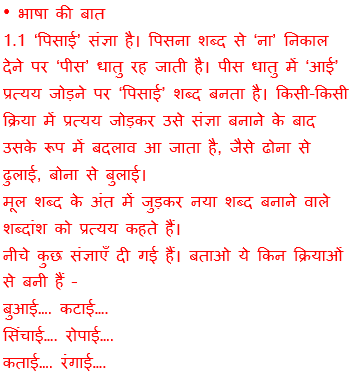 • भाषा की बात
1.1 ‘पिसाई’ संज्ञा है। पिसना शब्द से ‘ना’ निकाल
देने पर ‘पीस’ धातु रह जाती है। पीस धातु में ‘आई’
प्रत्यय जोड़ने पर ‘पिसाई’ शब्द बनता है। किसी-किसी
क्रिया में प्रत्यय जोड़कर उसे संज्ञा बनाने के बाद
उसके रूप में बदलाव आ जाता है, जैसे ढोना से
ढुलाई, बोना से बुलाई।
मूल शब्द के अंत में जुड़कर नया शब्द बनाने वाले
शब्दांश को प्रत्यय कहते हैं।
नीचे कुछ संज्ञाएँ दी गई हैं। बताओ ये किन क्रियाओं
से बनी हैं –
बुआई.... कटाई....
सिंचाई.... रोपाई....
कताई.... रंगाई....